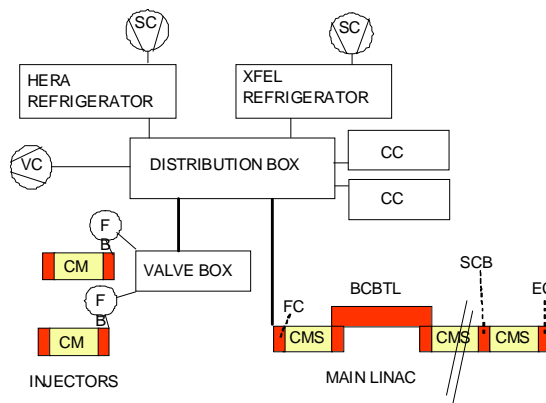 SC
SC
HERA
REFRIGERATOR
XFEL
REFRIGERATOR
VC
DISTRIBUTION BOX
CC
CC
F
B
CM
VALVE BOX
F
B
CM
INJECTORS
FC
BCBTL
SCB
EC
CMS
CMS
CMS
MAIN LINAC